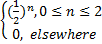 (1/2)ⁿ, 0 ≤ n ≤ 2
0, elsewhere